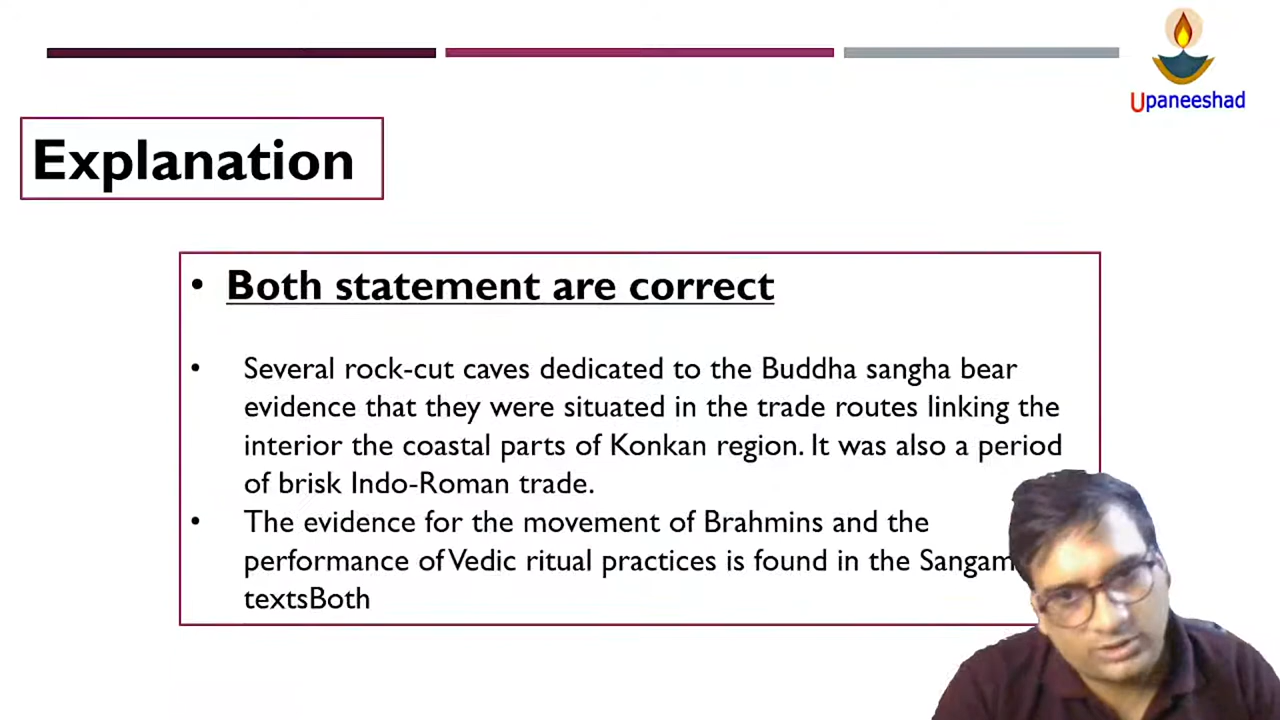 Upaneeshad
Explanation
• Both statement are correct
• Several rock-cut caves dedicated to the Buddha sangha bear
evidence that they were situated in the trade routes linking the
interior the coastal parts of Konkan region. It was also a period
of brisk Indo-Roman trade.
• The evidence for the movement of Brahmins and the
performance of Vedic ritual practices is found in the Sangam
textsBoth